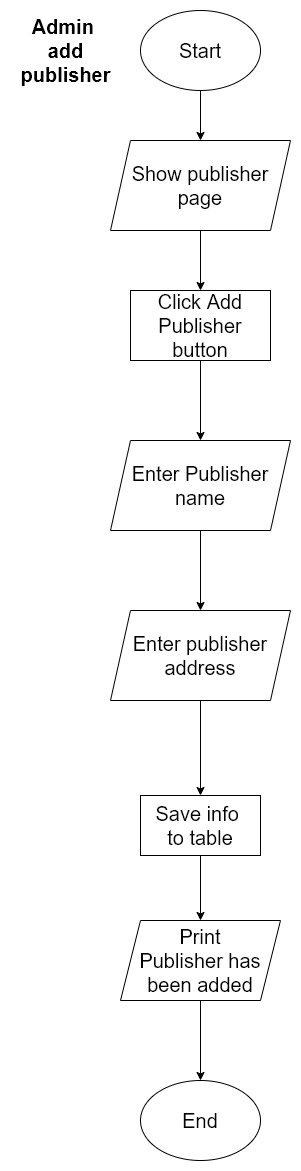 Admin
add
publisher
Start
Show publisher
page
Click Add
Publisher
button
Enter Publisher
name
Enter publisher
address
Save info
to table
Print
Publisher has
been added
End